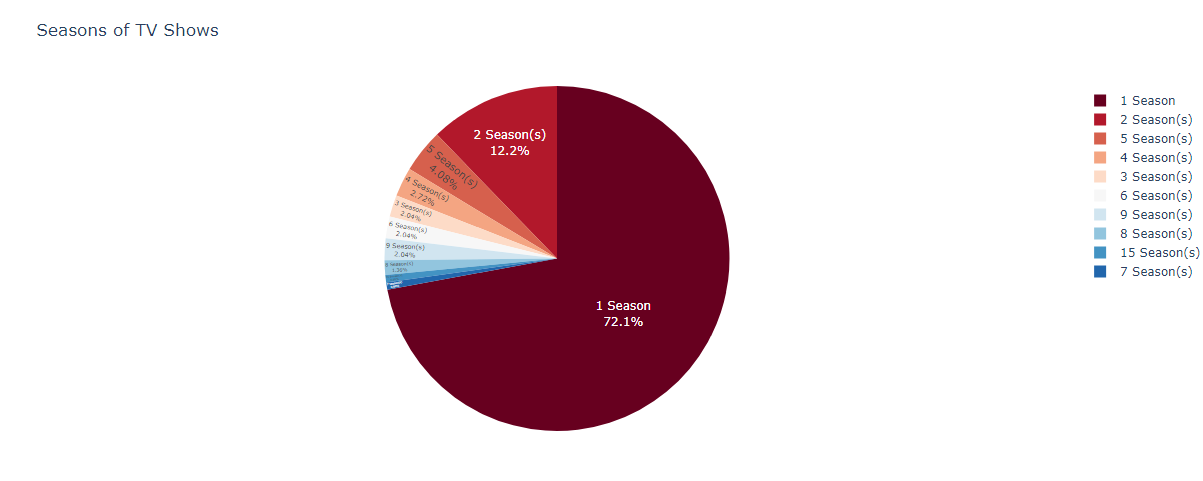 Seasons of TV Shows
2 Season(s)
12.2%
5 Season(s)
4.08%
4 Season(s)
2.72%
3 Season(s)
2.04%
6 Season(s)
2.04%
9 Season(s)
2.04%
8 Season(s)
1.36%
1 Season
72.1%
1 Season
2 Season(s)
5 Season(s)
4 Season(s)
3 Season(s)
6 Season(s)
9 Season(s)
8 Season(s)
15 Season(s)
7 Season(s)